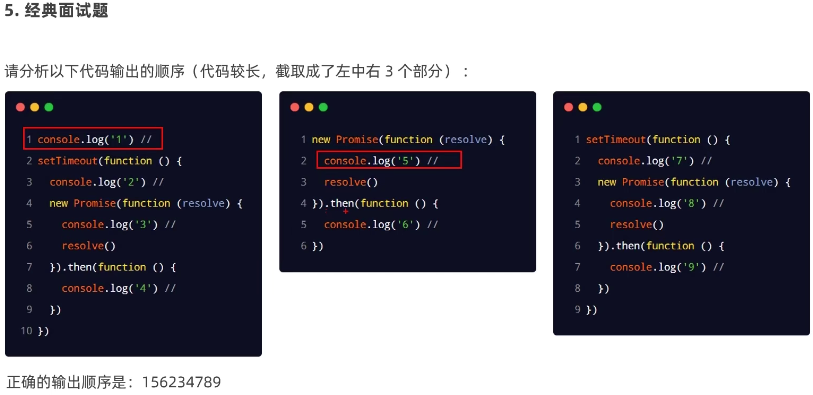 5. 经典面试题
请分析以下代码输出的顺序（代码较长，截取成了左中右 3 个部分）：
1 console.log('1') //
2 setTimeout(function () {
3   console.log('2') //
4   new Promise(function (resolve) {
5     console.log('3') //
6     resolve()
7   }).then(function () {
8     console.log('4') //
9   })
10 })
1 new Promise(function (resolve) {
2   console.log('5') //
3   resolve()
4 }).then(function () {
5   console.log('6') //
6 })
1 setTimeout(function () {
2   console.log('7') //
3   new Promise(function (resolve) {
4     console.log('8') //
5     resolve()
6   }).then(function () {
7     console.log('9') //
8   })
9 })
正确的输出顺序是：156234789